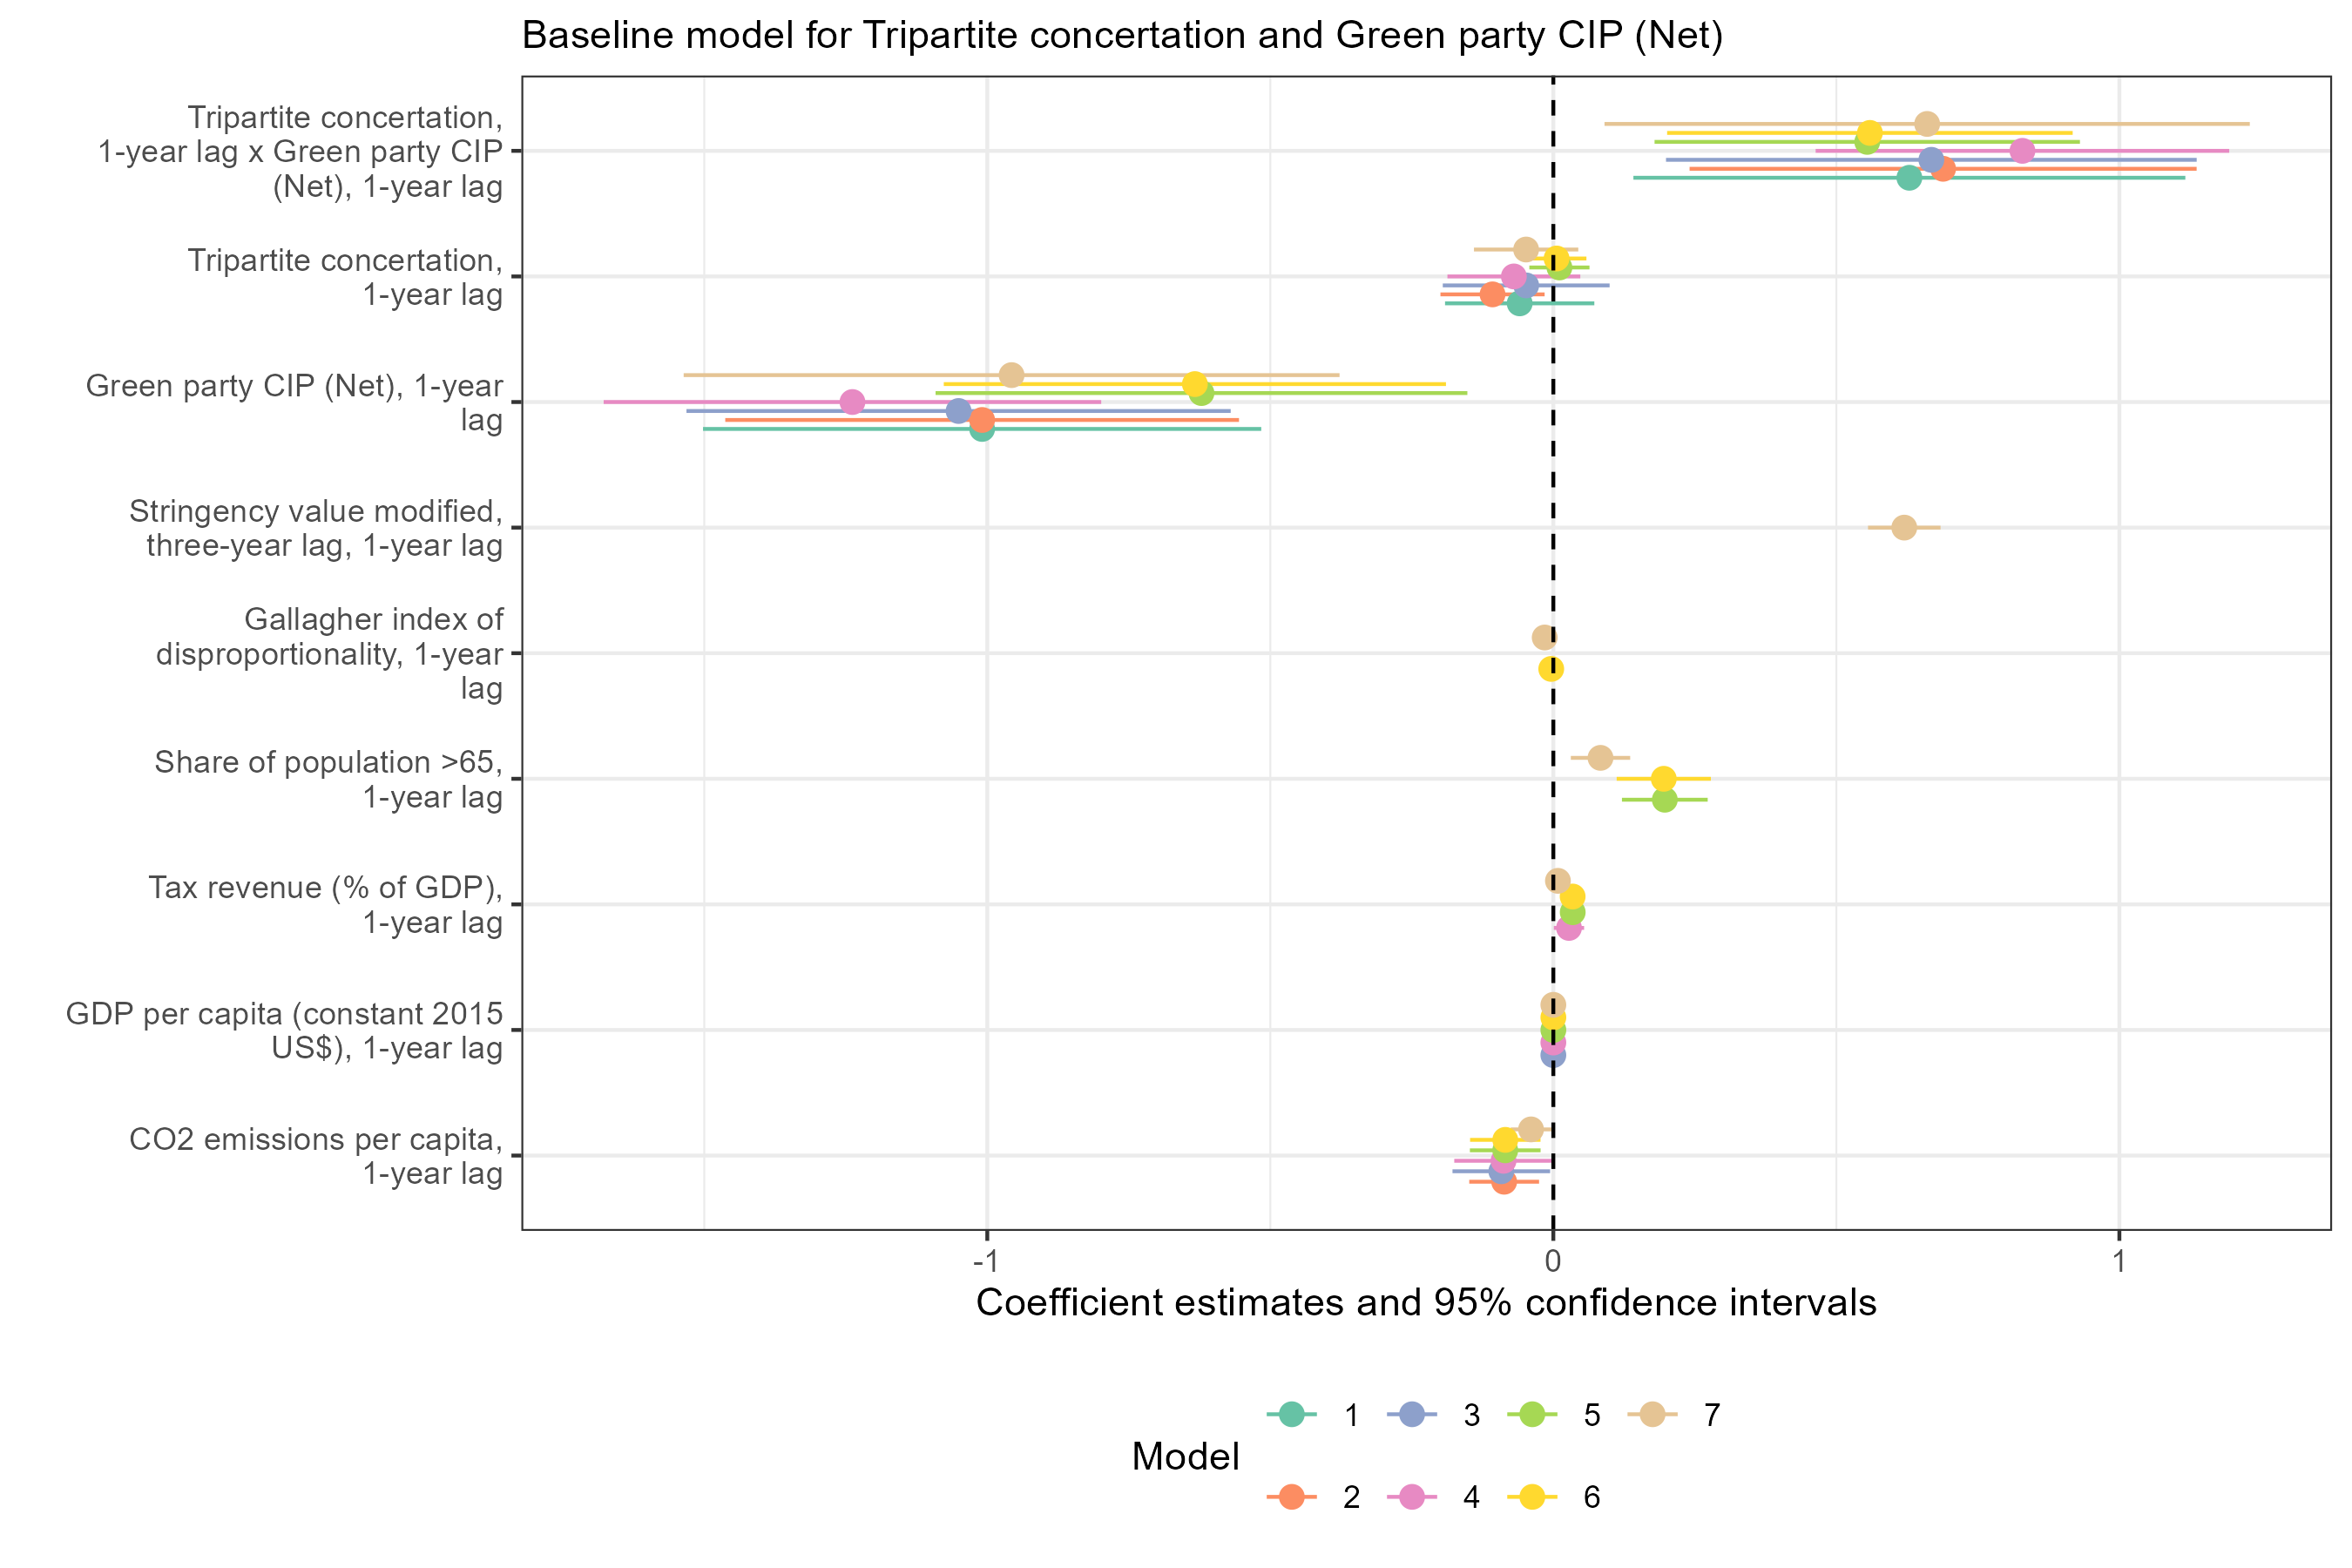 Baseline model for Tripartite concertation and Green party CIP (Net)
Tripartite concertation,
1-year lag x Green party CIP
(Net), 1-year lag
Tripartite concertation,
1-year lag
Green party CIP (Net), 1-year
lag
Stringency value modified,
three-year lag, 1-year lag
Gallagher index of
disproportionality, 1-year
lag
Share of population >65,
1-year lag
Tax revenue (% of GDP),
1-year lag
GDP per capita (constant 2015
US$), 1-year lag
CO2 emissions per capita,
1-year lag
-1 0 1
Coefficient estimates and 95% confidence intervals
Model
1 3 5 7
2 4 6